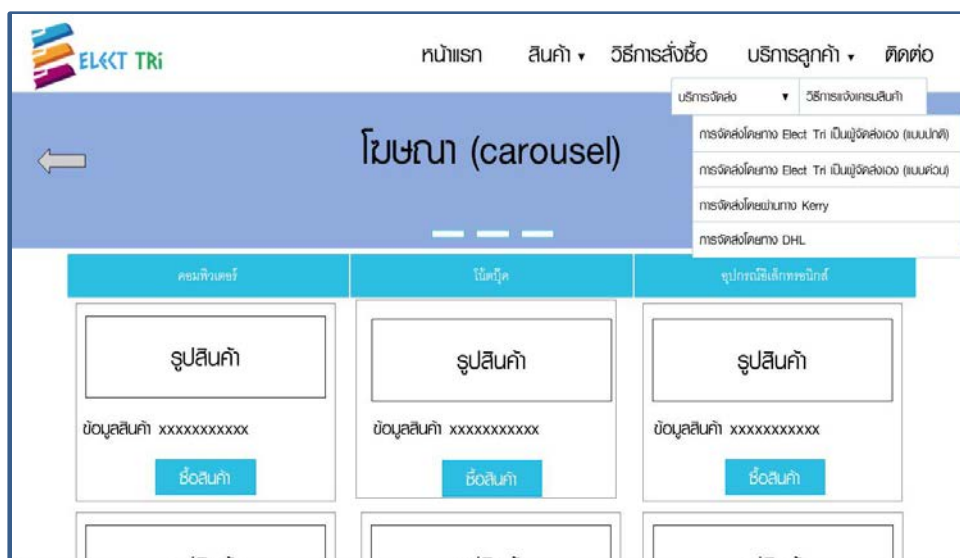 ELECT TRi
หน้าแรก สินค้า ▾ วิธีการสั่งซื้อ บริการลูกค้า ▾ ติดต่อ
บริการจัดส่ง ▼ วิธีการแจ้งเครมสินค้า
การจัดส่งโดยทาง Elect Tri เป็นผู้จัดส่งเอง (แบบปกติ)
การจัดส่งโดยทาง Elect Tri เป็นผู้จัดส่งเอง (แบบด่วน)
การจัดส่งโดยผ่านทาง Kerry
การจัดส่งโดยทาง DHL
โฆษณา (carousel)
คอมพิวเตอร์ โน้ตบุ๊ค อุปกรณ์อิเล็กทรอนิกส์
รูปสินค้า รูปสินค้า รูปสินค้า
ข้อมูลสินค้า xxxxxxxxxxx ข้อมูลสินค้า xxxxxxxxxxx ข้อมูลสินค้า xxxxxxxxxxx
ซื้อสินค้า ซื้อสินค้า ซื้อสินค้า